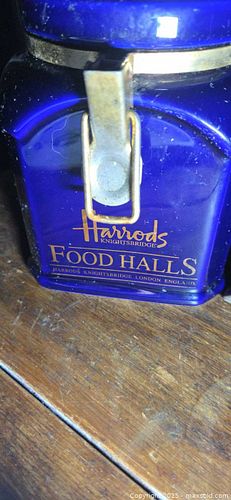 Harrods
KNIGHTSBRIDGE
FOOD HALLS
HARRODS KNIGHTSBRIDGE LONDON ENGLAND
Copyright©2025 - maxsold.com